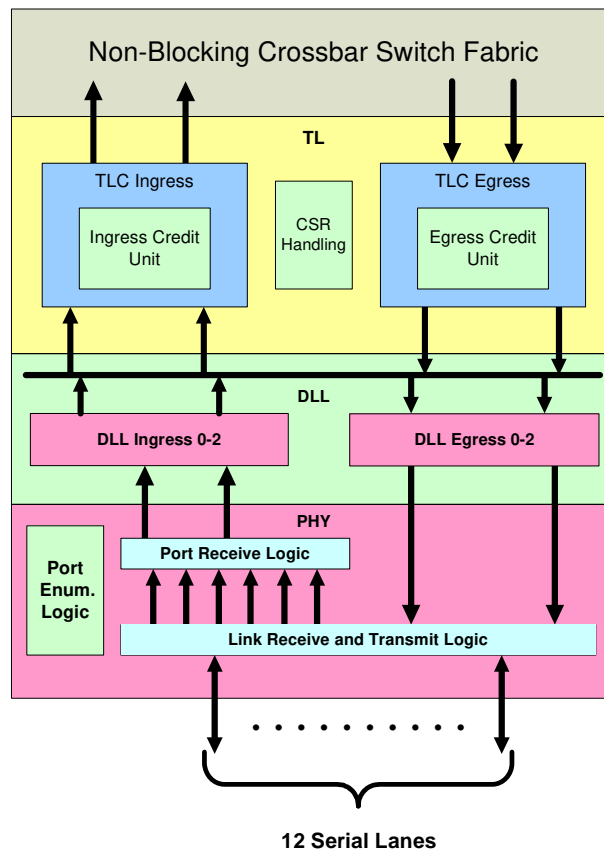 Non-Blocking Crossbar Switch Fabric
TL
TLC Ingress
Ingress Credit
Unit
CSR
Handling
TLC Egress
Egress Credit
Unit
DLL
DLL Ingress 0-2
DLL Egress 0-2
PHY
Port
Enum.
Logic
Port Receive Logic
Link Receive and Transmit Logic
12 Serial Lanes